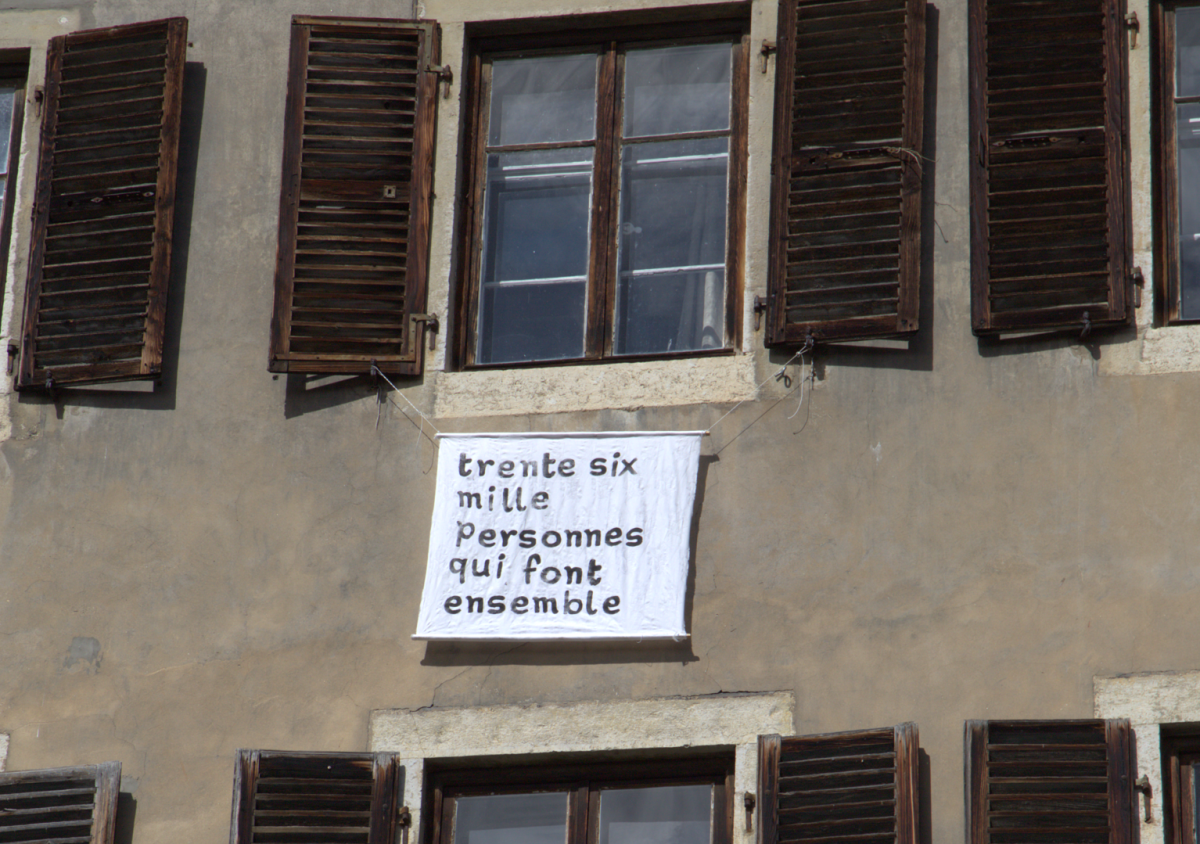 trente six
mille
personnes
qui font
ensemble